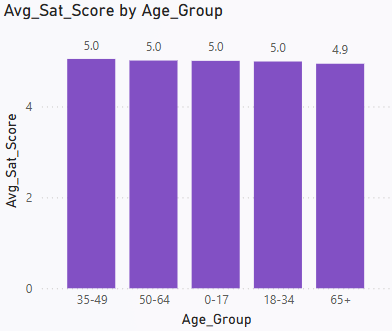 Avg_Sat_Score by Age_Group
5.0 5.0 5.0 5.0 4.9
Avg_Sat_Score
4
2
0
35-49 50-64 0-17 18-34 65+
Age_Group